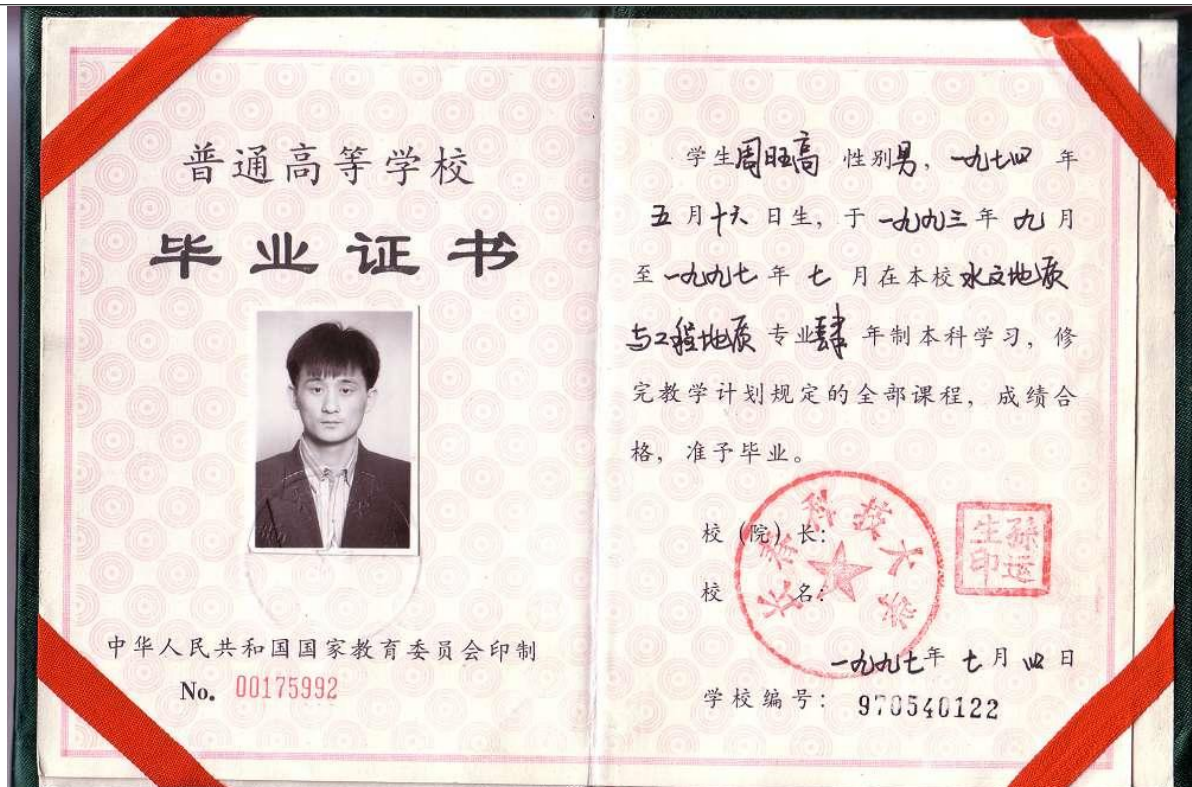 普通高等学校
毕业证书
中华人民共和国国家教育委员会印制
No. 00175992
学生周旺高 性别男，一九七四 年
五月十六日生，于一九九三年九月
至一九九七年七月在本校水文地质
与工程地质专业肆年制本科学习，修
完教学计划规定的全部课程，成绩合
格，准予毕业。
校（院）长：
孙运生印
校 名：
长春科技大学
一九九七年七月四日
学校编号：970540122